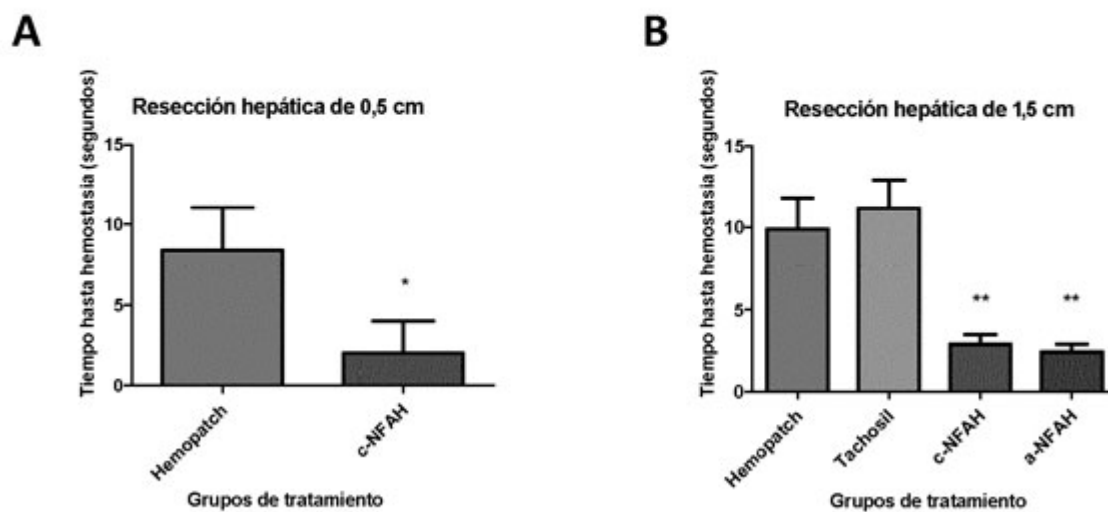 A
Resección hepática de 0,5 cm
Tiempo hasta hemostasia (segundos)
15
10
5
0
*
Hemopatch
c-NFAH
Grupos de tratamiento
B
Resección hepática de 1,5 cm
Tiempo hasta hemostasia (segundos)
15
10
5
0
**
**
Hemopatch
Tachosil
c-NFAH
a-NFAH
Grupos de tratamiento